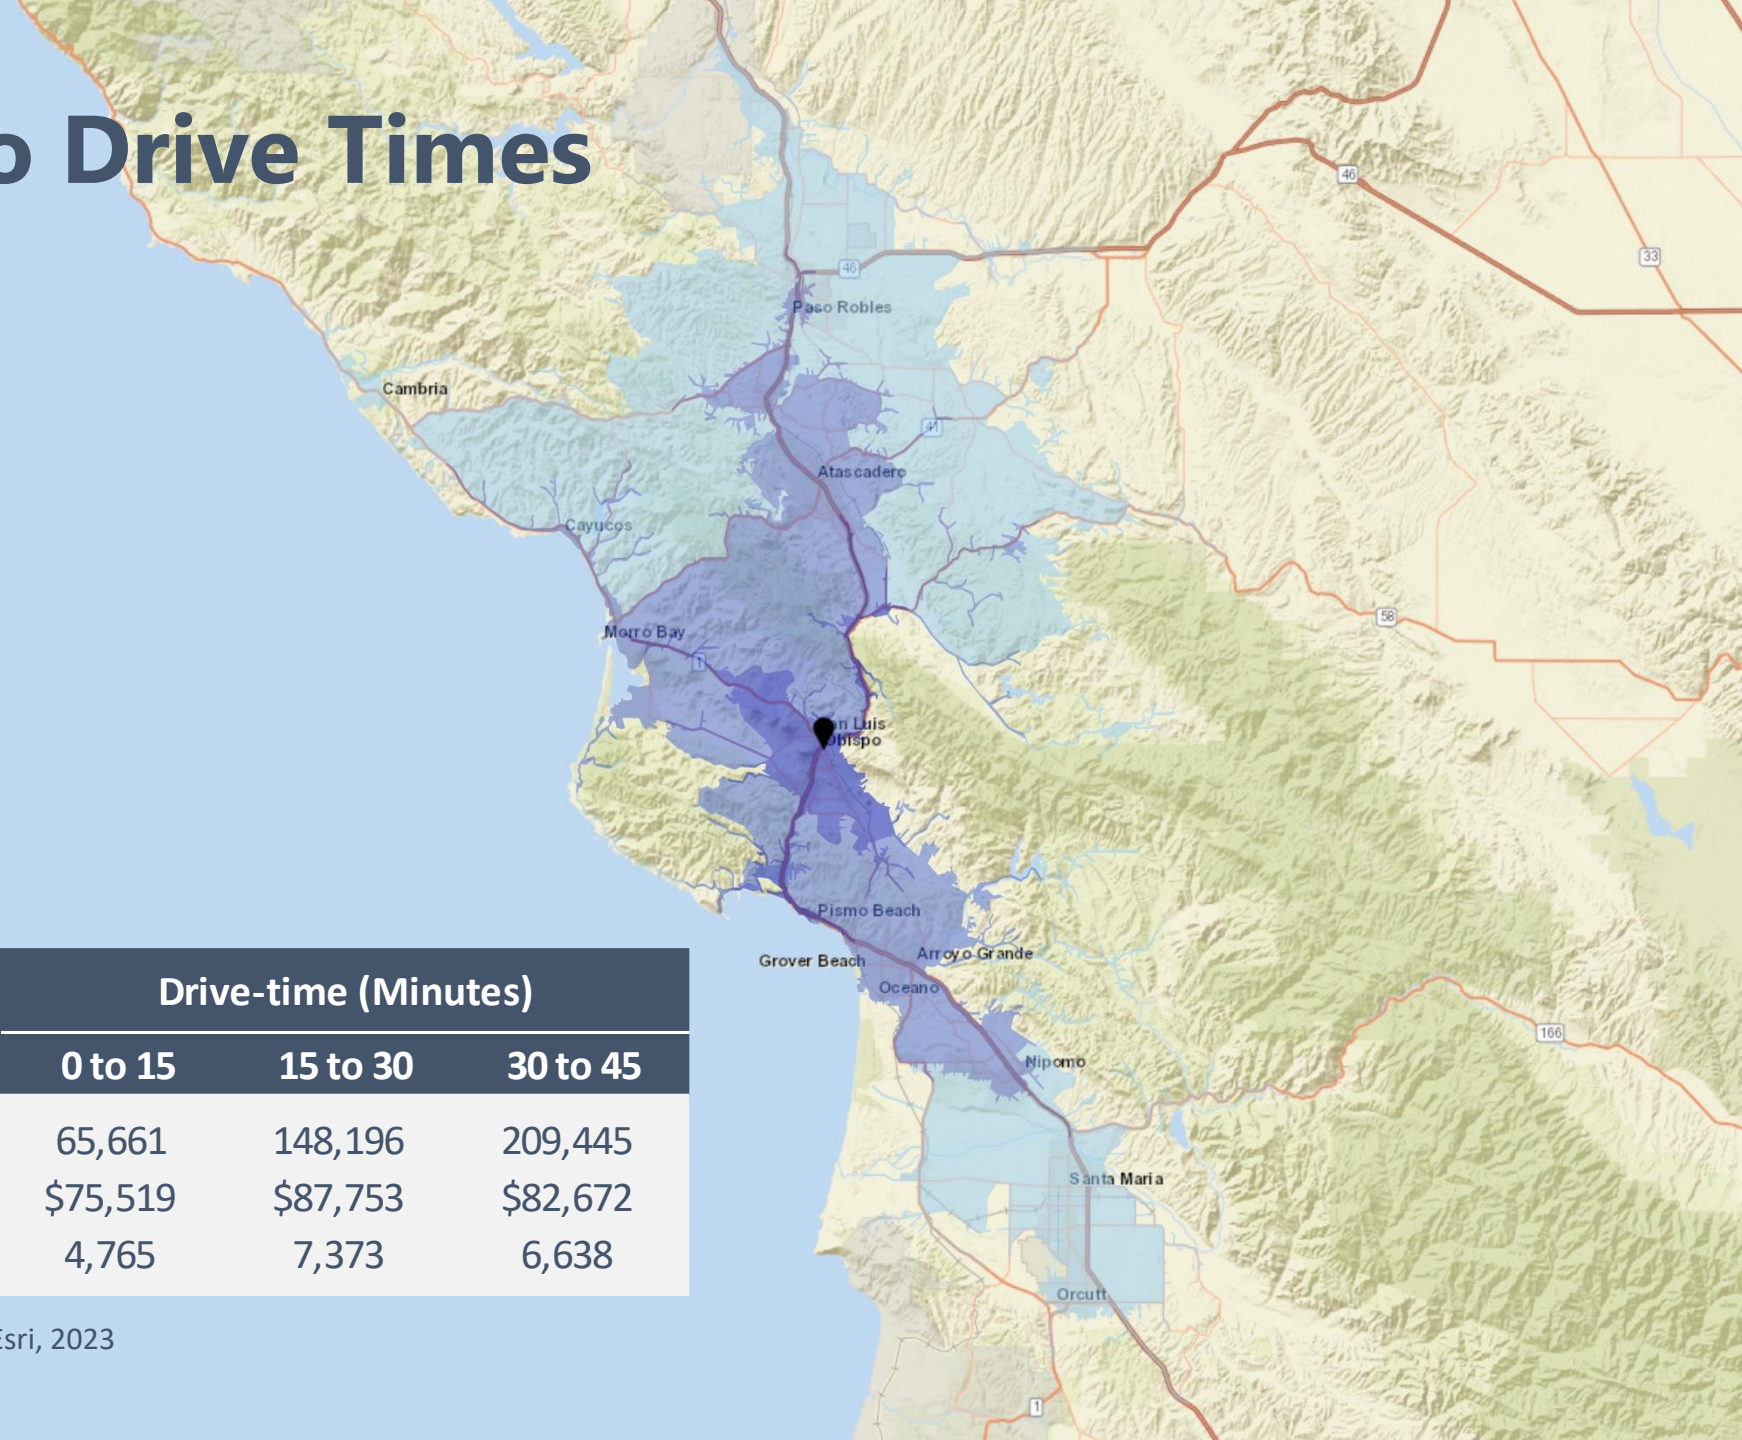 o Drive Times
46
33
46
Paso Robles
Cambria
41
Atascadero
Cayucos
58
Morro Bay
1
San Luis
Obispo
Pismo Beach
Grover Beach
Arroyo Grande
Oceano
166
Nipomo
Santa Maria
Orcutt
1
Drive-time (Minutes)
0 to 15 15 to 30 30 to 45
65,661 148,196 209,445
$75,519 $87,753 $82,672
4,765 7,373 6,638
Esri, 2023